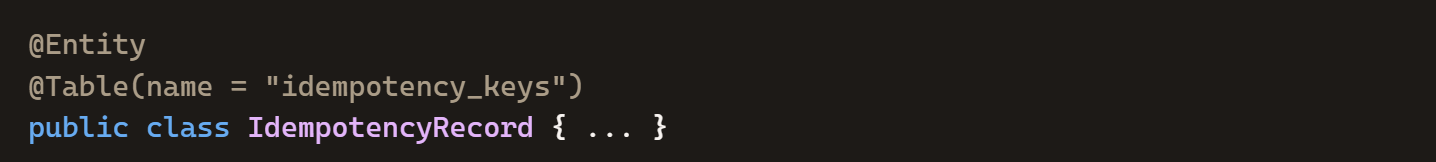 @Entity
@Table(name = "idempotency_keys")
public class IdempotencyRecord { ... }